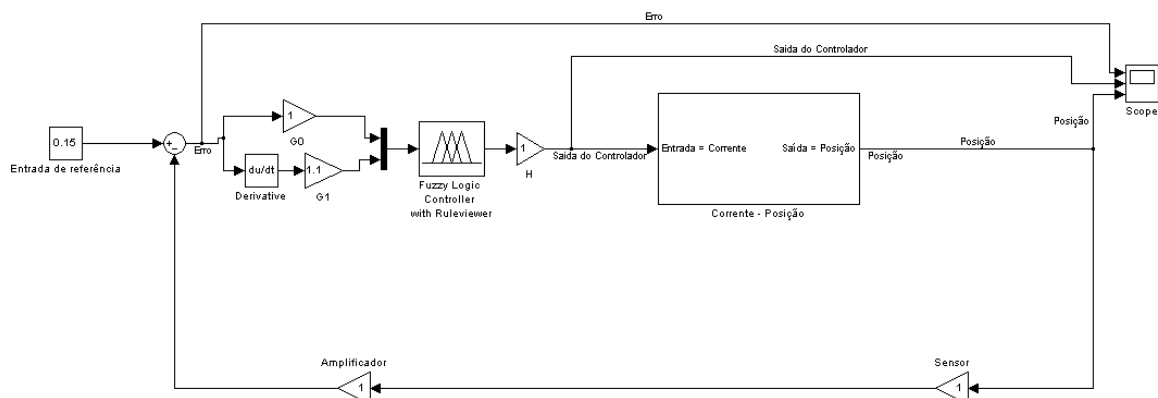 Erro
Saida do Controlador
Scope
Posição
0.15
+
-
Erro
Entrada de referência
1
G0
du/dt
Derivative
1.1
G1
Fuzzy Logic
Controller
with Ruleviewer
1
H
Saida do Controlador
Entrada = Corrente
Saída = Posição
Corrente - Posição
Posição
Posição
Amplificador
1
Sensor
1